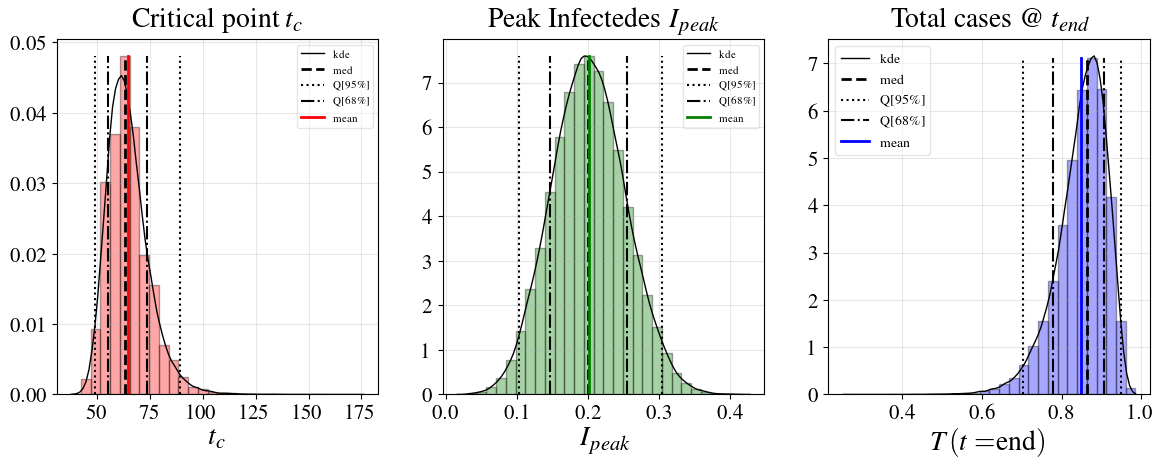 Critical point t_c
0.05
0.04
0.03
0.02
0.01
0.00
50
75
100
125
150
175
t_c
kde
med
Q[95%]
Q[68%]
mean
Peak Infectedes I_peak
7
6
5
4
3
2
1
0
0.0
0.1
0.2
0.3
0.4
I_peak
kde
med
Q[95%]
Q[68%]
mean
Total cases @ t_end
7
6
5
4
3
2
1
0
0.4
0.6
0.8
1.0
T(t =end)
kde
med
Q[95%]
Q[68%]
mean